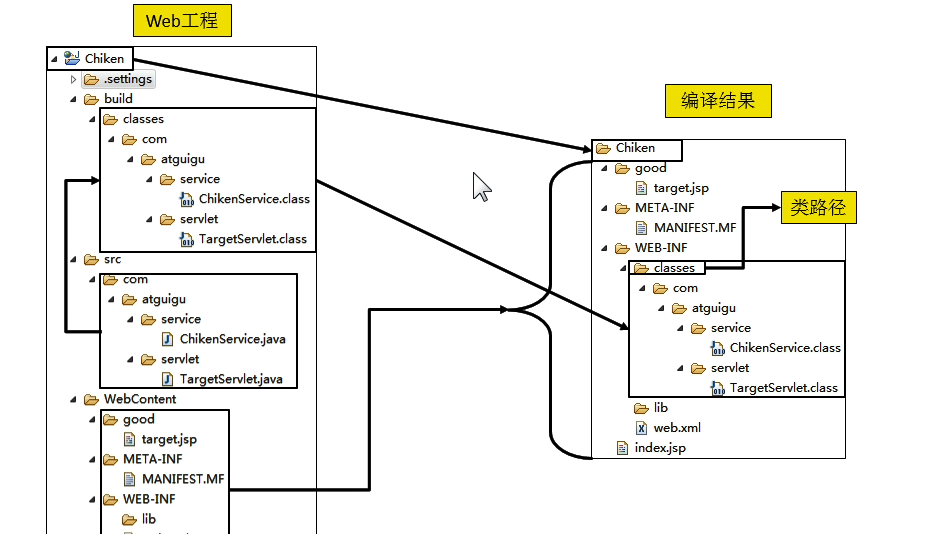 Web工程
Chiken
.settings
build
classes
com
atguigu
service
ChikenService.class
servlet
TargetServlet.class
src
com
atguigu
service
ChikenService.java
servlet
TargetServlet.java
WebContent
good
target.jsp
META-INF
MANIFEST.MF
WEB-INF
lib
编译结果
Chiken
good
target.jsp
META-INF
MANIFEST.MF
WEB-INF
classes
类路径
com
atguigu
service
ChikenService.class
servlet
TargetServlet.class
lib
web.xml
index.jsp